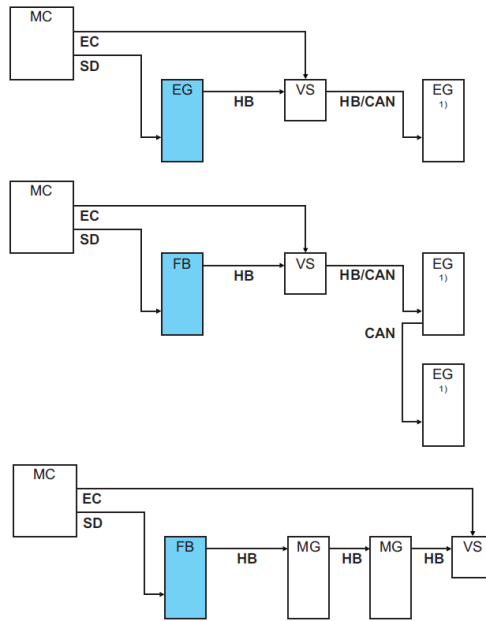 MC
EC
SD
EG
HB
VS
HB/CAN
EG
1)
MC
EC
SD
FB
HB
VS
HB/CAN
EG
1)
CAN
EG
1)
MC
EC
SD
FB
HB
MG
HB
MG
HB
VS